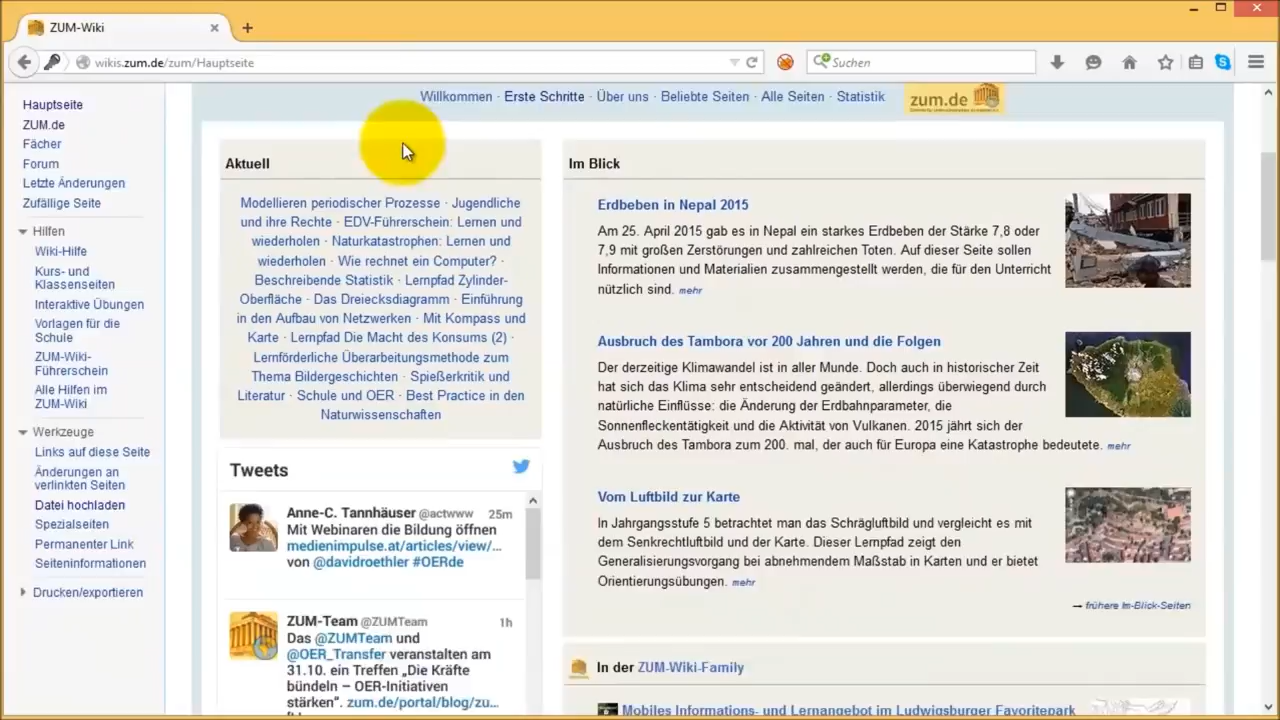 ZUM-Wiki
wikis.zum.de/zum/Hauptseite
Suchen
Hauptseite
ZUM.de
Fächer
Forum
Letzte Änderungen
Zufällige Seite
Hilfen
Wiki-Hilfe
Kurs- und
Klassenseiten
Interaktive Übungen
Vorlagen für die
Schule
ZUM-Wiki-
Führerschein
Alle Hilfen im
ZUM-Wiki
Werkzeuge
Links auf diese Seite
Änderungen an
verlinkten Seiten
Datei hochladen
Spezialseiten
Permanenter Link
Seiteninformationen
Drucken/exportieren
Willkommen · Erste Schritte · Über uns · Beliebte Seiten · Alle Seiten · Statistik
zum.de
Aktuell
Modellieren periodischer Prozesse · Jugendliche
und ihre Rechte · EDV-Führerschein: Lernen und
wiederholen · Naturkatastrophen: Lernen und
wiederholen · Wie rechnet ein Computer? ·
Beschreibende Statistik · Lernpfad Zylinder-
Oberfläche · Das Dreiecksdiagramm · Einführung
in den Aufbau von Netzwerken · Mit Kompass und
Karte · Lernpfad Die Macht des Konsums (2) ·
Lernförderliche Überarbeitungsmethode zum
Thema Bildergeschichten · Spießerkritik und
Literatur · Schule und OER · Best Practice in den
Naturwissenschaften
Tweets
Anne-C. Tannhäuser @actwww 25m
Mit Webinaren die Bildung öffnen
medienimpulse.at/articles/view/...
von @davidroethler #OERde
ZUM-Team @ZUMTeam 1h
Das @ZUMTeam und
@OER_Transfer veranstalten am
31.10. ein Treffen „Die Kräfte
bündeln – OER-Initiativen
stärken“. zum.de/portal/blog/zu...
Im Blick
Erdbeben in Nepal 2015
Am 25. April 2015 gab es in Nepal ein starkes Erdbeben der Stärke 7,8 oder
7,9 mit großen Zerstörungen und zahlreichen Toten. Auf dieser Seite sollen
Informationen und Materialien zusammengestellt werden, die für den Unterricht
nützlich sind. mehr
Ausbruch des Tambora vor 200 Jahren und die Folgen
Der derzeitige Klimawandel ist in aller Munde. Doch auch in historischer Zeit
hat sich das Klima sehr entscheidend geändert, allerdings überwiegend durch
natürliche Einflüsse: die Änderung der Erdbahnparameter, die
Sonnenfleckentätigkeit und die Aktivität von Vulkanen. 2015 jährt sich der
Ausbruch des Tambora zum 200. mal, der auch für Europa eine Katastrophe bedeutete. mehr
Vom Luftbild zur Karte
In Jahrgangsstufe 5 betrachtet man das Schrägluftbild und vergleicht es mit
dem Senkrechtluftbild und der Karte. Dieser Lernpfad zeigt den
Generalisierungsvorgang bei abnehmendem Maßstab in Karten und er bietet
Orientierungsübungen. mehr
→ frühere Im-Blick-Seiten
In der ZUM-Wiki-Family
Mobiles Informations- und Lernangebot im Ludwigsburger Favoritepark